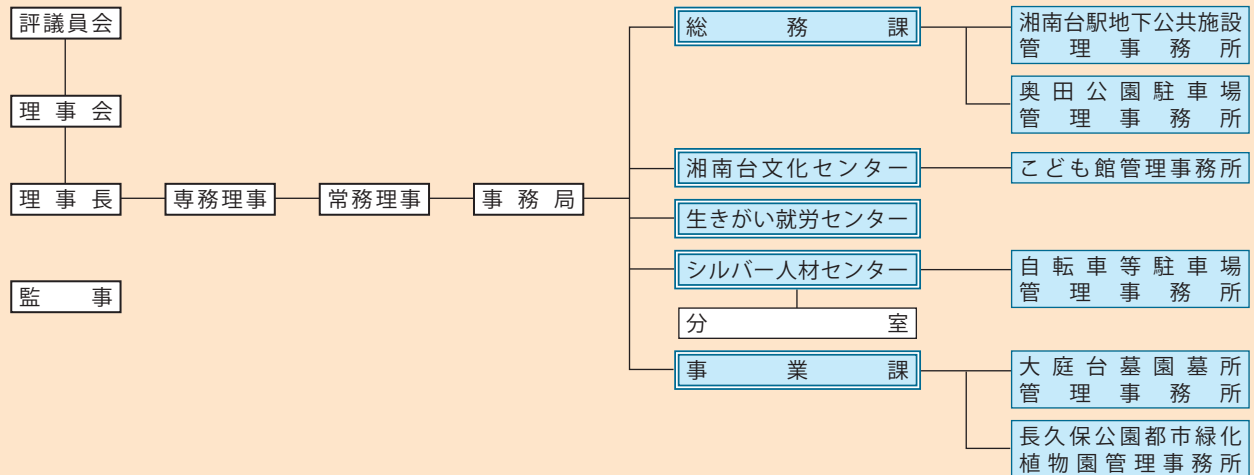 評議員会
理事会
理事長
専務理事
常務理事
事務局
監事
総務課
湘南台文化センター
生きがい就労センター
シルバー人材センター
分室
事業課
湘南台駅地下公共施設
管理事務所
奥田公園駐車場
管理事務所
こども館管理事務所
自転車等駐車場
管理事務所
大庭台墓園墓所
管理事務所
長久保公園都市緑化
植物園管理事務所